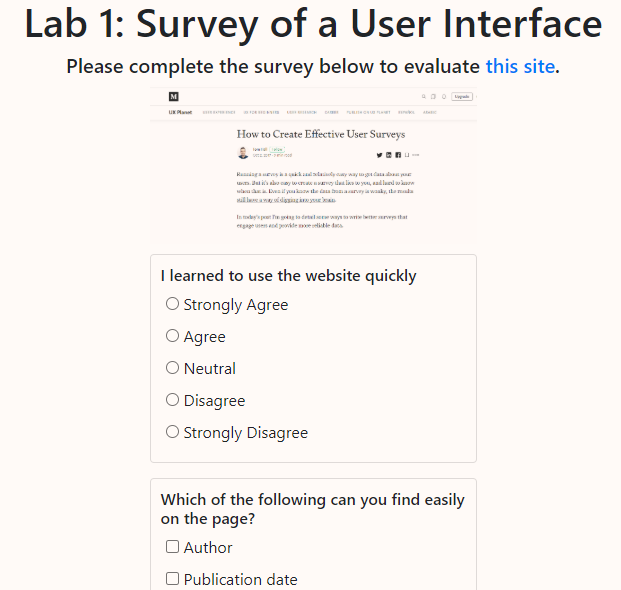 Lab 1: Survey of a User Interface
Please complete the survey below to evaluate this site.
M
Upgrade
UX Planet
How to Create Effective User Surveys
Running a survey is a quick and relatively easy way to get data about your
users. But it's also easy to create a survey that lies to you, and hard to know
when that is. Even if you know the data from a survey is wonky, the results
still have a way of digging into your brain.
In today's post I'm going to detail some ways to write better surveys that
engage users and provide more reliable data.
I learned to use the website quickly
Strongly Agree
Agree
Neutral
Disagree
Strongly Disagree
Which of the following can you find easily
on the page?
Author
Publication date